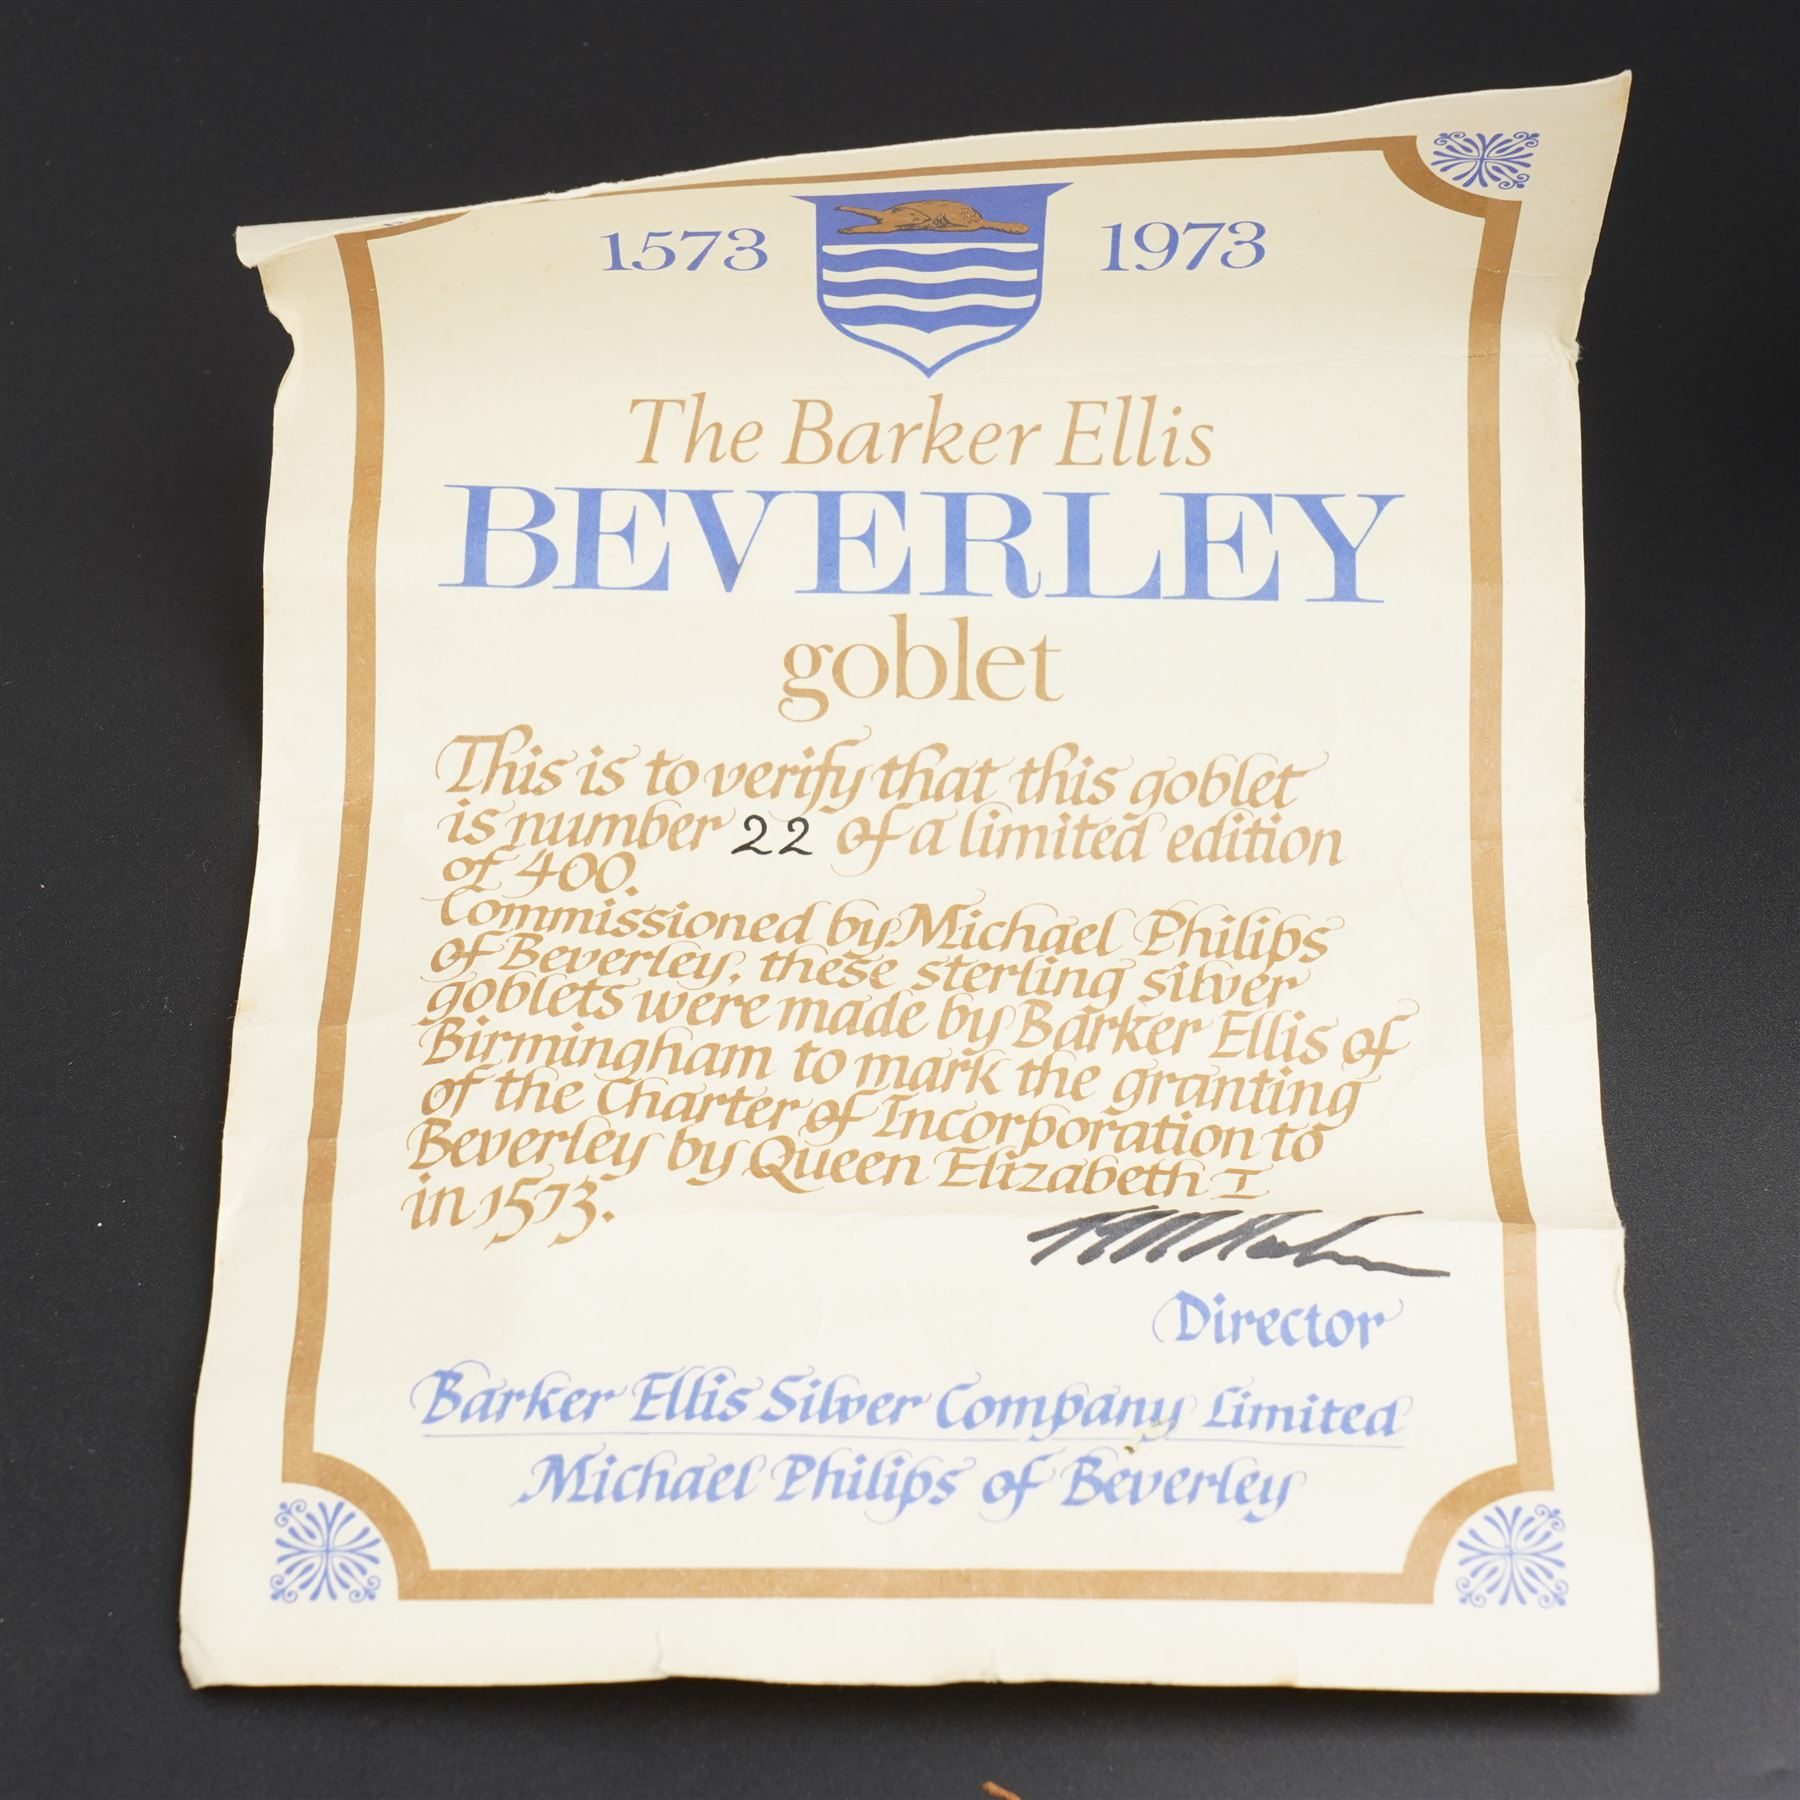 1573 1973
The Barker Ellis
BEVERLEY
goblet
This is to verify that this goblet
is number 22 of a limited edition
of 400.
Commissioned by Michael Philips
of Beverley, these sterling silver
goblets were made by Barker Ellis of
Birmingham to mark the granting
of the Charter of Incorporation to
Beverley by Queen Elizabeth I
in 1573.
Director
Barker Ellis Silver Company Limited
Michael Philips of Beverley